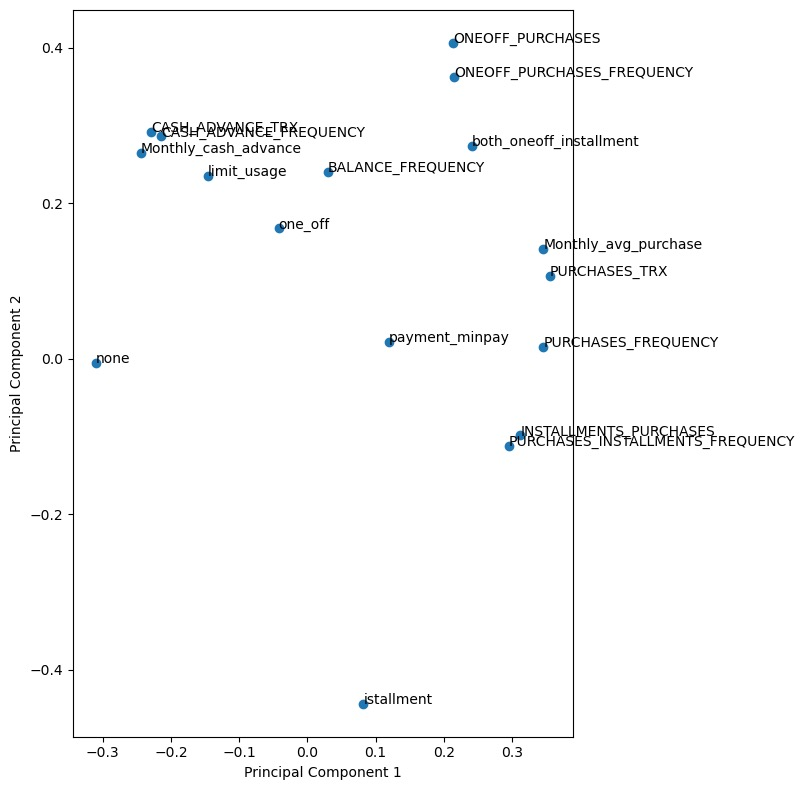 ONEOFF_PURCHASES
0.4
ONEOFF_PURCHASES_FREQUENCY
CASH_ADVANCE_TRX
CASH_ADVANCE_FREQUENCY
both_oneoff_installment
Monthly_cash_advance
BALANCE_FREQUENCY
limit_usage
0.2
one_off
Monthly_avg_purchase
PURCHASES_TRX
payment_minpay
PURCHASES_FREQUENCY
none
0.0
Principal Component 2
INSTALLMENTS_PURCHASES
PURCHASES_INSTALLMENTS_FREQUENCY
−0.2
−0.4
istallment
−0.3 −0.2 −0.1 0.0 0.1 0.2 0.3
Principal Component 1